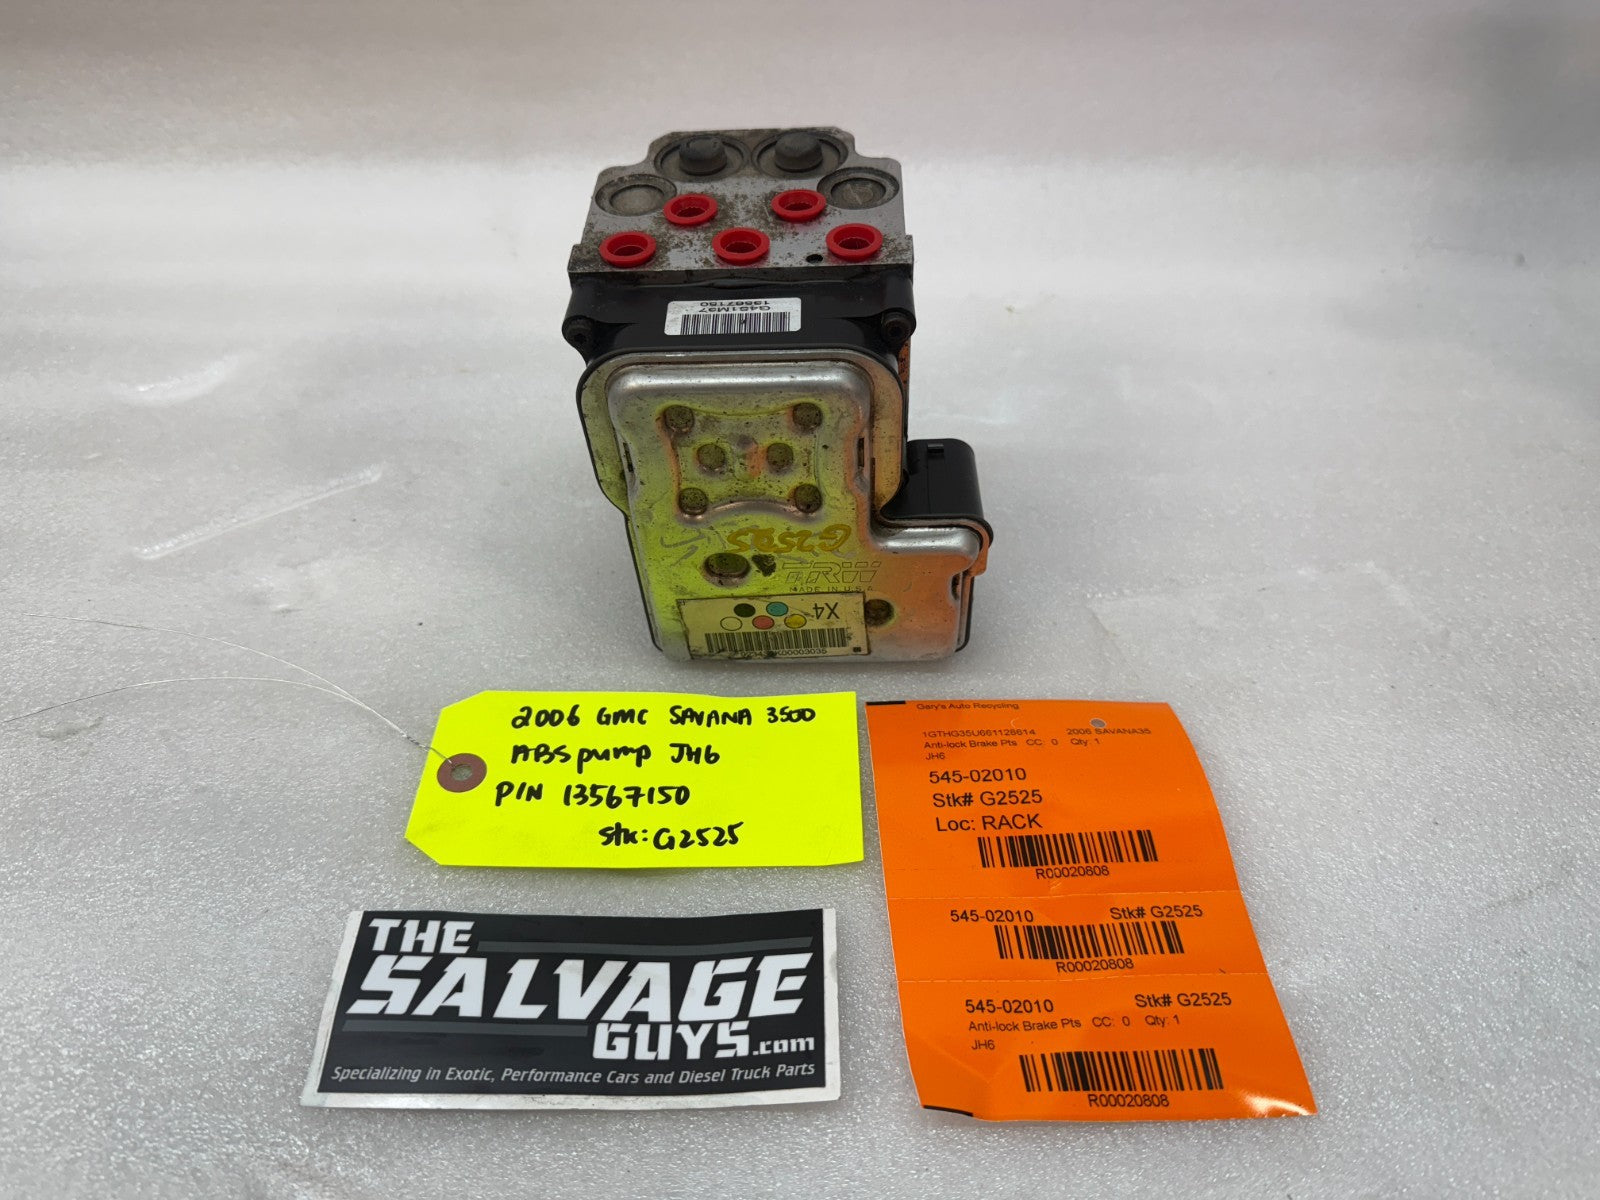 G4S1M97
13567150
G2525
TRW
MADE IN U.S.A
X4
2006 GMC SAVANA 3500
ABS pump JH6
P/N 13567150
Stk: G2525
Gary's Auto Recycling
1GTHG35U661128614 2006 SAVANA35
Anti-lock Brake Pts CC: 0 Qty: 1
JH6
545-02010
Stk# G2525
Loc: RACK
R00020808
545-02010 Stk# G2525
R00020808
545-02010 Stk# G2525
Anti-lock Brake Pts CC: 0 Qty: 1
JH6
R00020808
THE
SALVAGE
GUYS.com
Specializing in Exotic, Performance Cars and Diesel Truck Parts